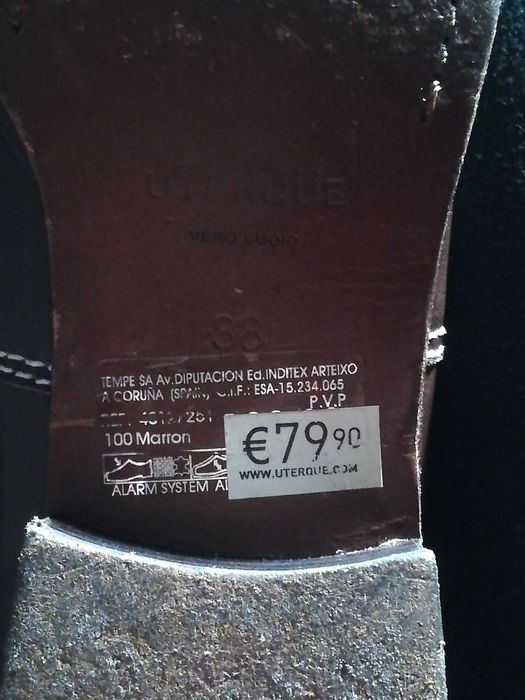 UTERQUE
VERO CUOIO
38
TEMPE SA Av.DIPUTACION Ed.INDITEX ARTEIXO
A CORUÑA (SPAIN) C.I.F.: ESA-15.234.065
P.V.P
100 Marron
€79,90
WWW.UTERQUE.COM
ALARM SYSTEM